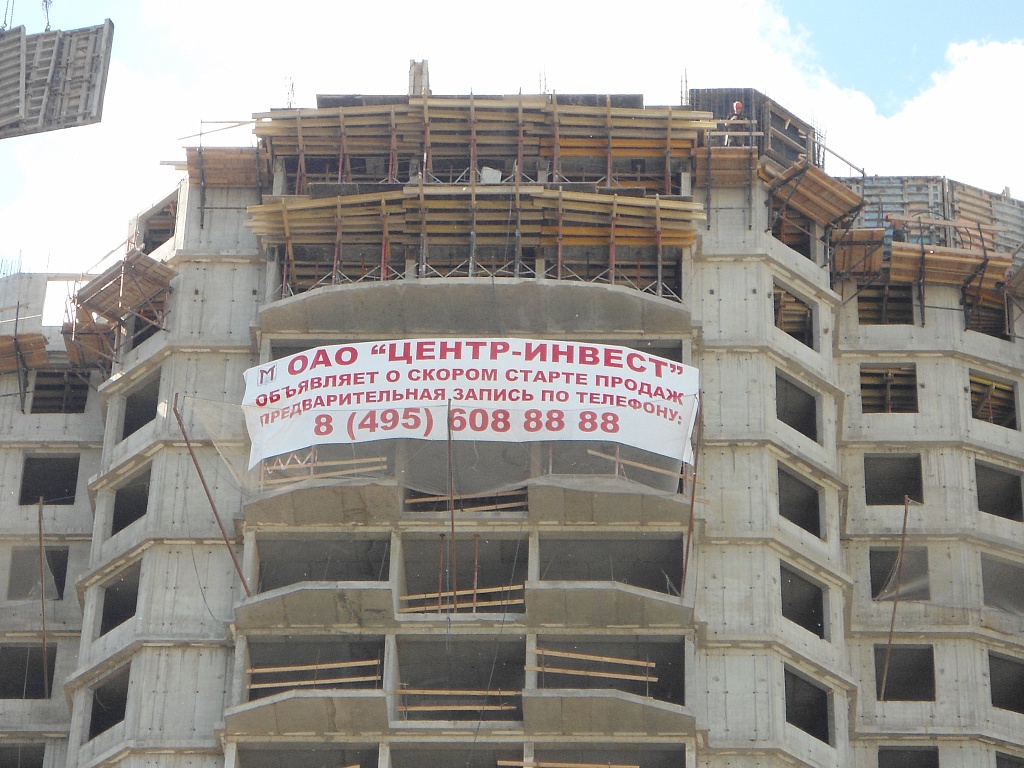 ОАО “ЦЕНТР-ИНВЕСТ”
ОБЪЯВЛЯЕТ О СКОРОМ СТАРТЕ ПРОДАЖ
ПРЕДВАРИТЕЛЬНАЯ ЗАПИСЬ ПО ТЕЛЕФОНУ:
8 (495) 608 88 88